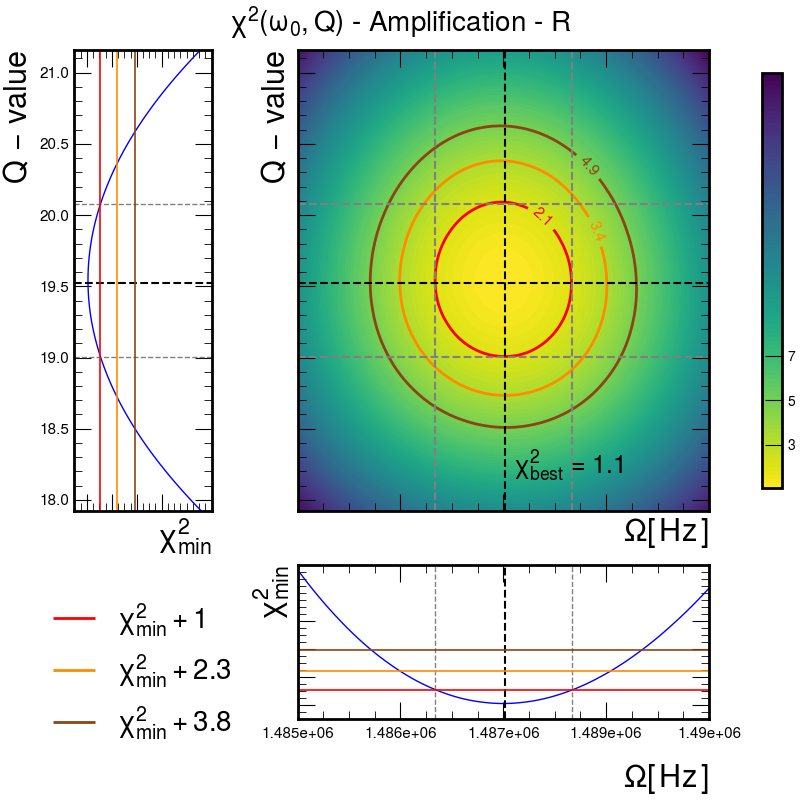 χ²(ω₀, Q) - Amplification - R
Q − value
21.0
20.5
20.0
19.5
19.0
18.5
18.0
χ²min
Q − value
4.9
3.4
2.1
χ²best = 1.1
Ω[Hz]
7
5
3
χ²min + 1
χ²min + 2.3
χ²min + 3.8
χ²min
1.485e+06 1.486e+06 1.487e+06 1.489e+06 1.49e+06
Ω[Hz]